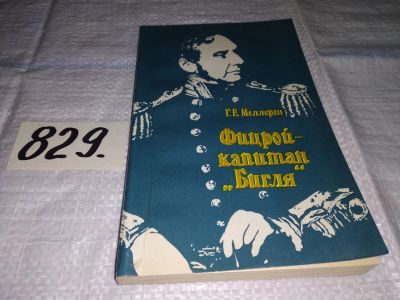 829.
Г.Е. Меллерш
Фицрой-
капитан
„Бигля“